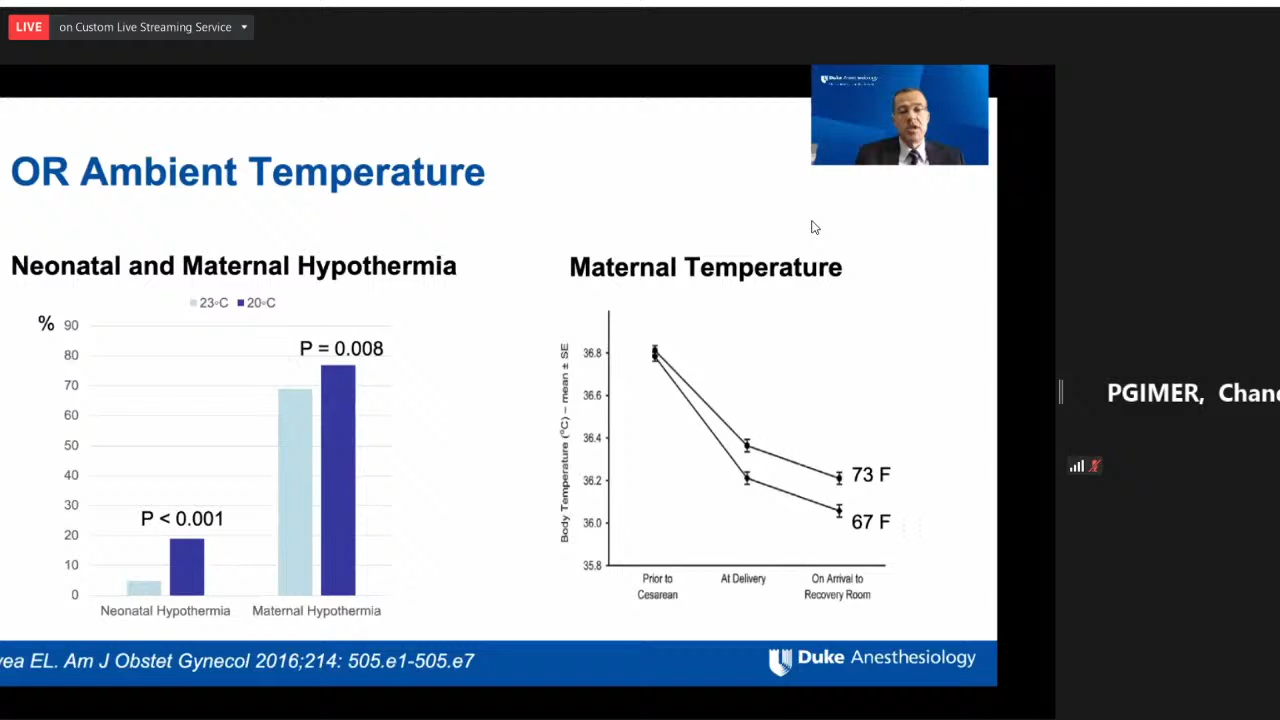 LIVE on Custom Live Streaming Service
Duke Anesthesiology
OR Ambient Temperature
Neonatal and Maternal Hypothermia
23°C 20°C
%
90
80
70
60
50
40
30
20
10
0
P < 0.001
P = 0.008
Neonatal Hypothermia
Maternal Hypothermia
Maternal Temperature
Body Temperature (°C) – mean ± SE
36.8
36.6
36.4
36.2
36.0
35.8
73 F
67 F
Prior to
Cesarean
At Delivery
On Arrival to
Recovery Room
PGIMER, Chan
EL. Am J Obstet Gynecol 2016;214: 505.e1-505.e7
Duke Anesthesiology